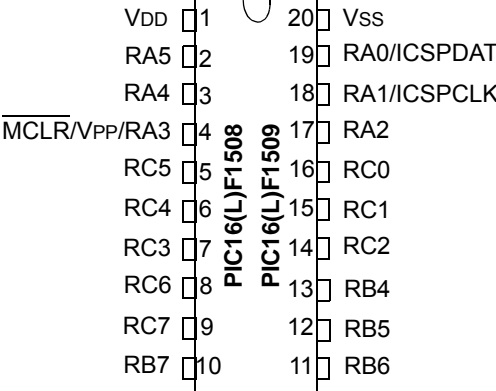 VDD 1 20 VSS
RA5 2 19 RA0/ICSPDAT
RA4 3 18 RA1/ICSPCLK
MCLR/VPP/RA3 4 17 RA2
RC5 5 16 RC0
RC4 6 15 RC1
RC3 7 14 RC2
RC6 8 13 RB4
RC7 9 12 RB5
RB7 10 11 RB6
PIC16(L)F1508
PIC16(L)F1509